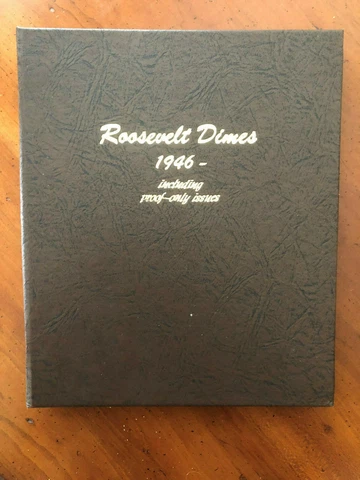 Roosevelt Dimes
1946 -
including
proof-only issues